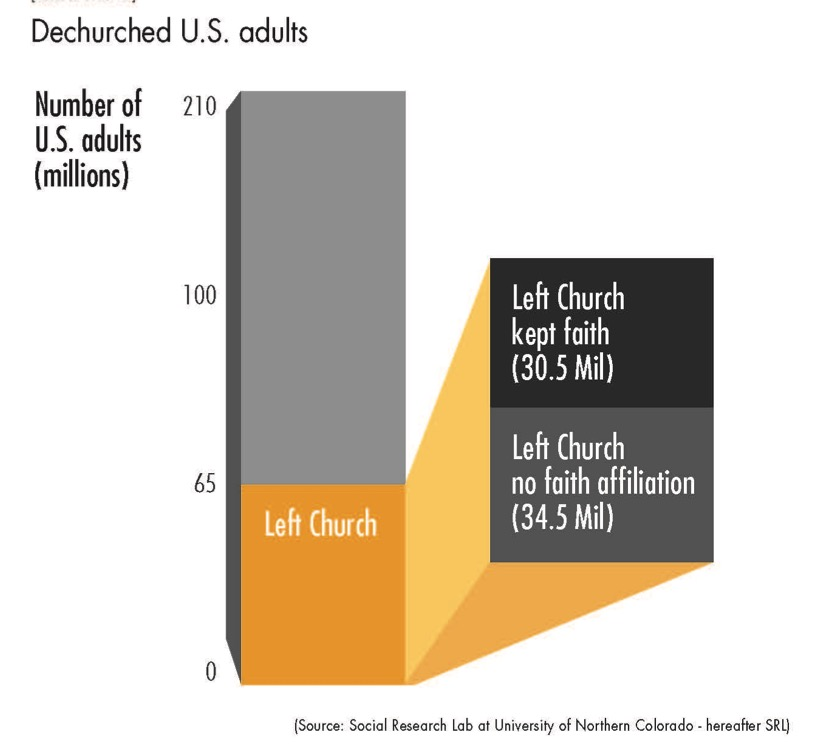 Dechurched U.S. adults
Number of
U.S. adults
(millions)
210
100
65
0
Left Church
Left Church
kept faith
(30.5 Mil)
Left Church
no faith affiliation
(34.5 Mil)
(Source: Social Research Lab at University of Northern Colorado - hereafter SRL)